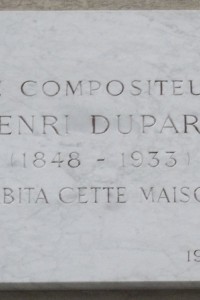 COMPOSITEU
ENRI DUPAR
(1848 - 1933)
BITA CETTE MAISO
19